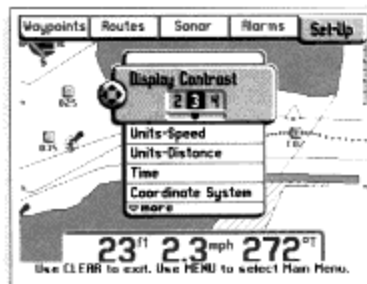 Waypoints Routes Sonar Alarms Set-Up
Display Contrast
2 3 4
Units-Speed
Units-Distance
Time
Coordinate System
more
23ft 2.3mph 272°T
Use CLEAR to exit. Use MENU to select Main Menu.